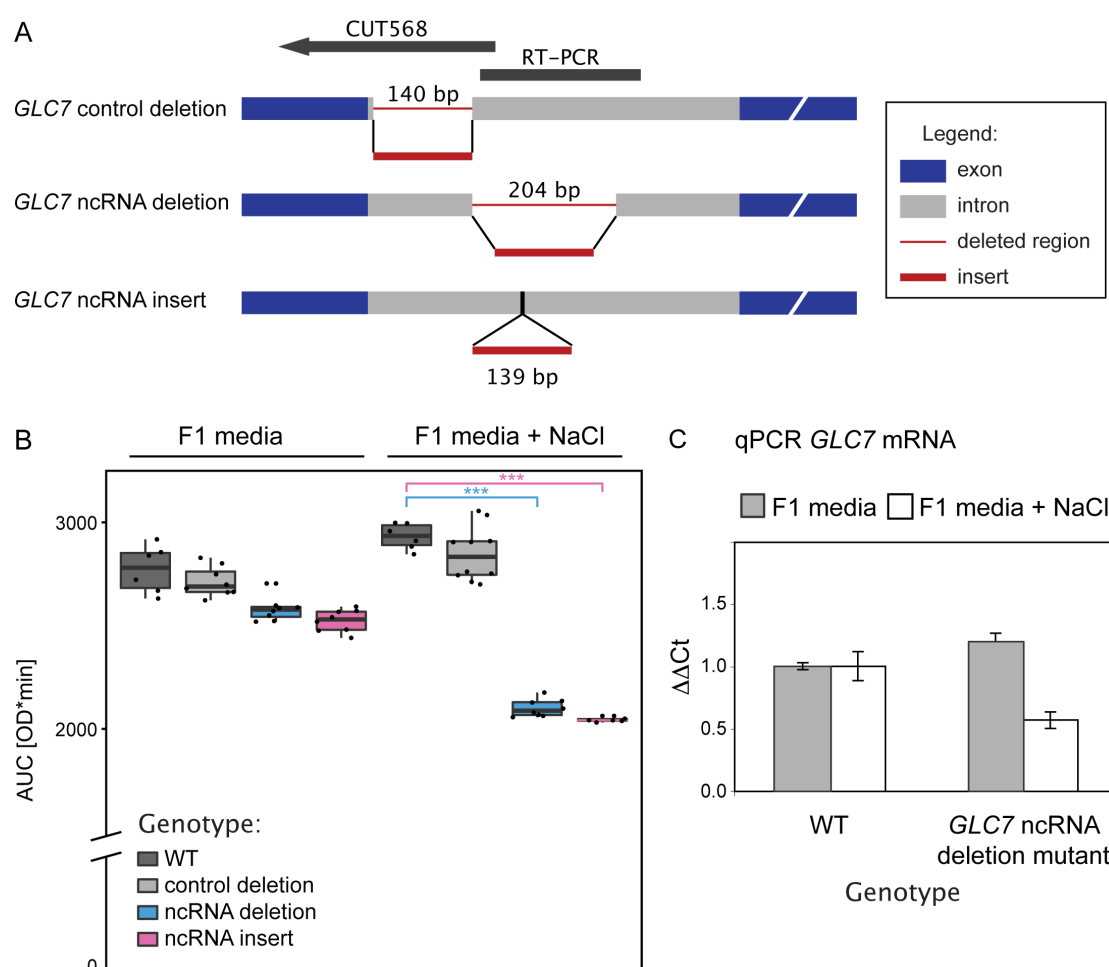 A
CUT568
RT-PCR
GLC7 control deletion
140 bp
GLC7 ncRNA deletion
204 bp
GLC7 ncRNA insert
139 bp
Legend:
exon
intron
deleted region
insert
B
F1 media
F1 media + NaCl
***
***
3000
2000
0
AUC [OD*min]
Genotype:
WT
control deletion
ncRNA deletion
ncRNA insert
C
qPCR GLC7 mRNA
F1 media
F1 media + NaCl
1.5
1.0
0.5
0.0
ΔΔCt
WT
GLC7 ncRNA
deletion mutant
Genotype